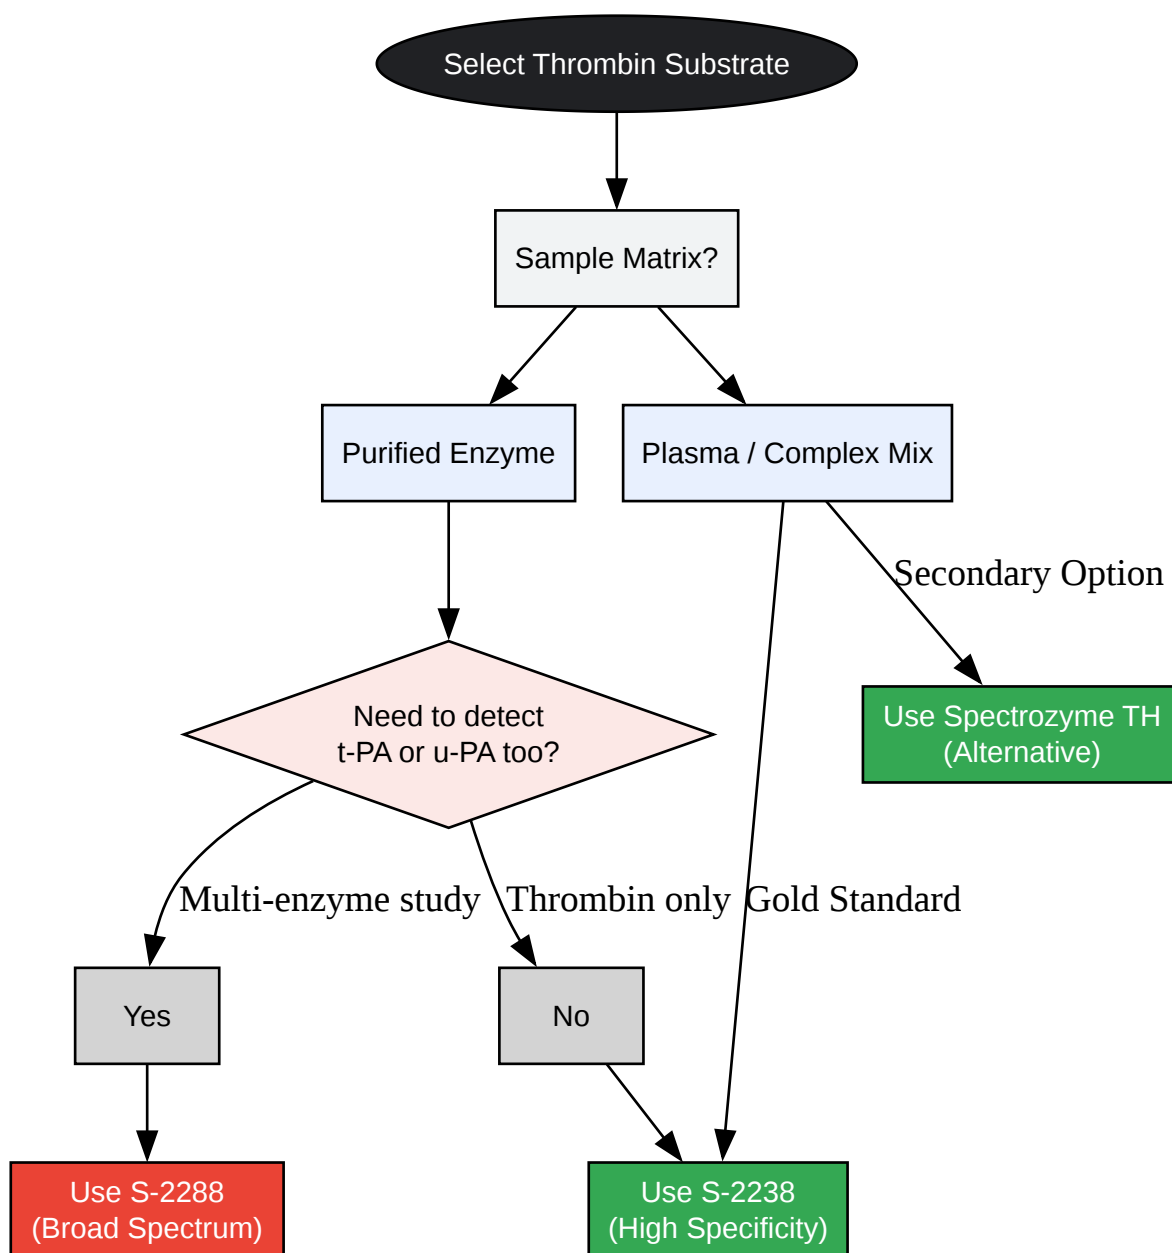 Select Thrombin Substrate
Sample Matrix?
Purified Enzyme
Plasma / Complex Mix
Secondary Option
Need to detect
t-PA or u-PA too?
Use Spectrozyme TH
(Alternative)
Multi-enzyme study
Thrombin only
Gold Standard
Yes
No
Use S-2288
(Broad Spectrum)
Use S-2238
(High Specificity)